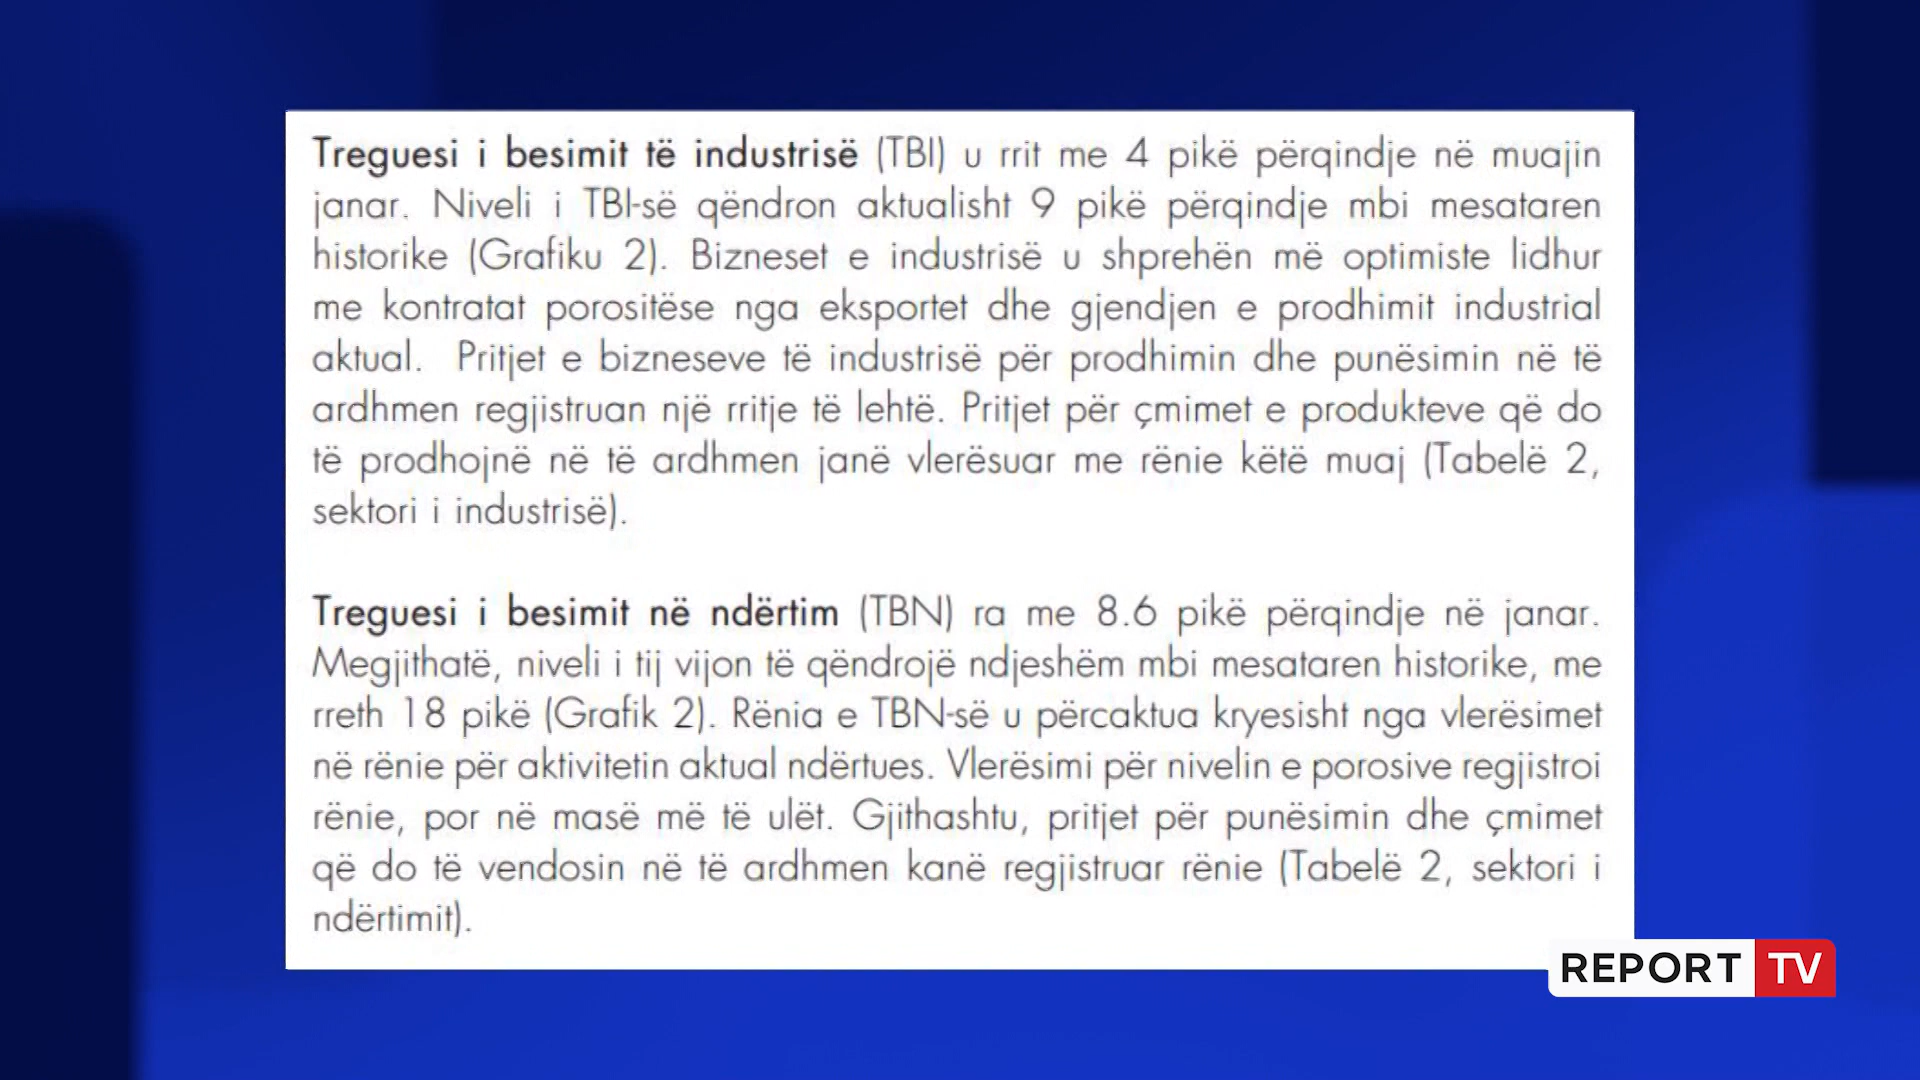 Treguesi i besimit të industrisë (TBI) u rrit me 4 pikë përqindje në muajin
janar. Niveli i TBI-së qëndron aktualisht 9 pikë përqindje mbi mesataren
historike (Grafiku 2). Bizneset e industrisë u shprehën më optimiste lidhur
me kontratat porositëse nga eksportet dhe gjendjen e prodhimit industrial
aktual. Pritjet e bizneseve të industrisë për prodhimin dhe punësimin në të
ardhmen regjistruan një rritje të lehtë. Pritjet për çmimet e produkteve që do
të prodhojnë në të ardhmen janë vlerësuar me rënie këtë muaj (Tabelë 2,
sektori i industrisë).
Treguesi i besimit në ndërtim (TBN) ra me 8.6 pikë përqindje në janar.
Megjithatë, niveli i tij vijon të qëndrojë ndjeshëm mbi mesataren historike, me
rreth 18 pikë (Grafik 2). Rënia e TBN-së u përcaktua kryesisht nga vlerësimet
në rënie për aktivitetin aktual ndërtues. Vlerësimi për nivelin e porosive regjistroi
rënie, por në masë më të ulët. Gjithashtu, pritjet për punësimin dhe çmimet
që do të vendosin në të ardhmen kanë regjistruar rënie (Tabelë 2, sektori i
ndërtimit).
REPORT TV